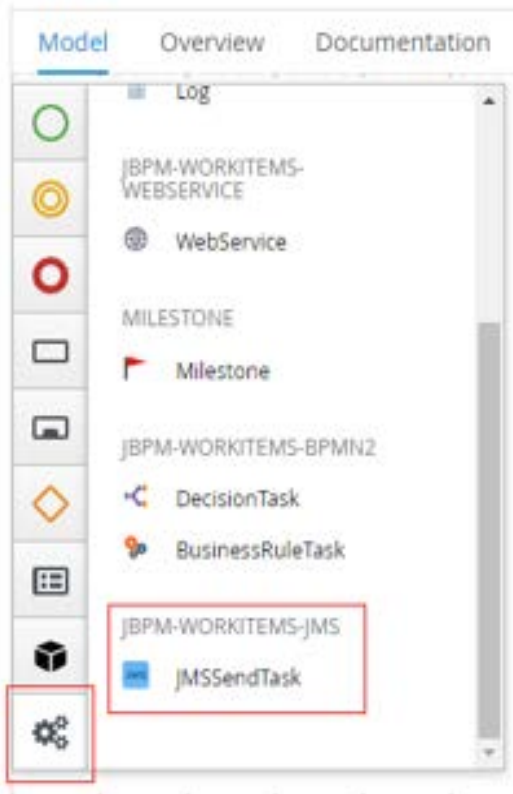 Model Overview Documentation
Log
JBPM-WORKITEMS-
WEBSERVICE
WebService
MILESTONE
Milestone
JBPM-WORKITEMS-BPMN2
DecisionTask
BusinessRuleTask
JBPM-WORKITEMS-JMS
JMSSendTask